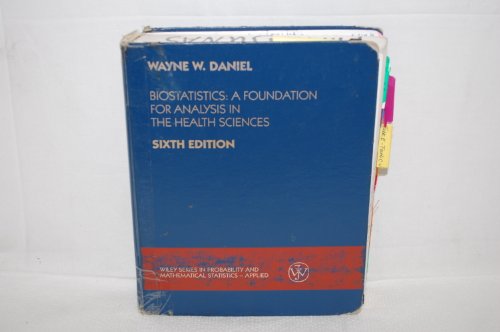 WAYNE W. DANIEL
BIOSTATISTICS: A FOUNDATION
FOR ANALYSIS IN
THE HEALTH SCIENCES
SIXTH EDITION
WILEY SERIES IN PROBABILITY AND
MATHEMATICAL STATISTICS – APPLIED